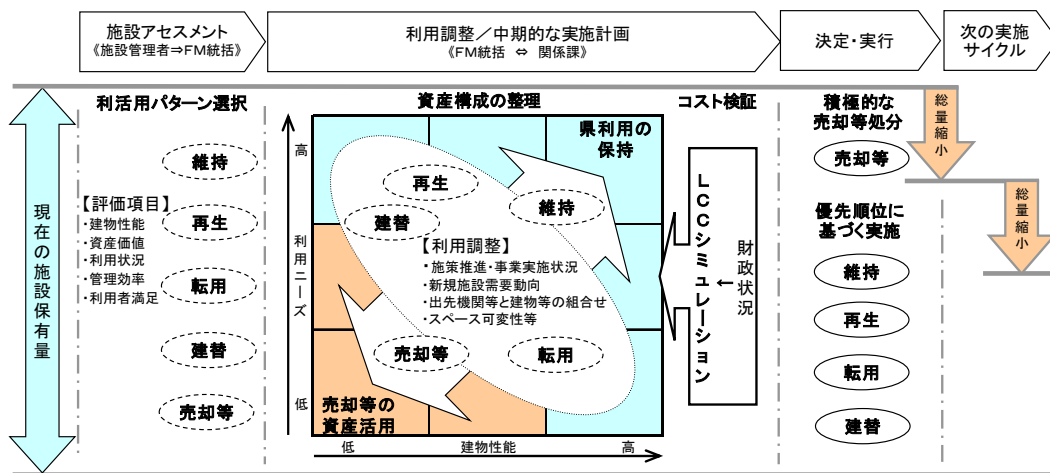 施設アセスメント
《施設管理者⇒FM統括》
利用調整／中期的な実施計画
《FM統括 ⇔ 関係課》
決定・実行
次の実施
サイクル
現在の施設保有量
利活用パターン選択
維持
【評価項目】
・建物性能
・資産価値
・利用状況
・管理効率
・利用者満足
再生
転用
建替
売却等
資産構成の整理
高
利用ニーズ
低
県利用の
保持
再生
維持
建替
【利用調整】
・施策推進・事業実施状況
・新規施設需要動向
・出先機関等と建物等の組合せ
・スペース可変性等
売却等
転用
売却等の
資産活用
低
建物性能
高
コスト検証
LCCシミュレーション
←
財政状況
積極的な
売却等処分
売却等
優先順位に
基づく実施
維持
再生
転用
建替
総量縮小
総量縮小